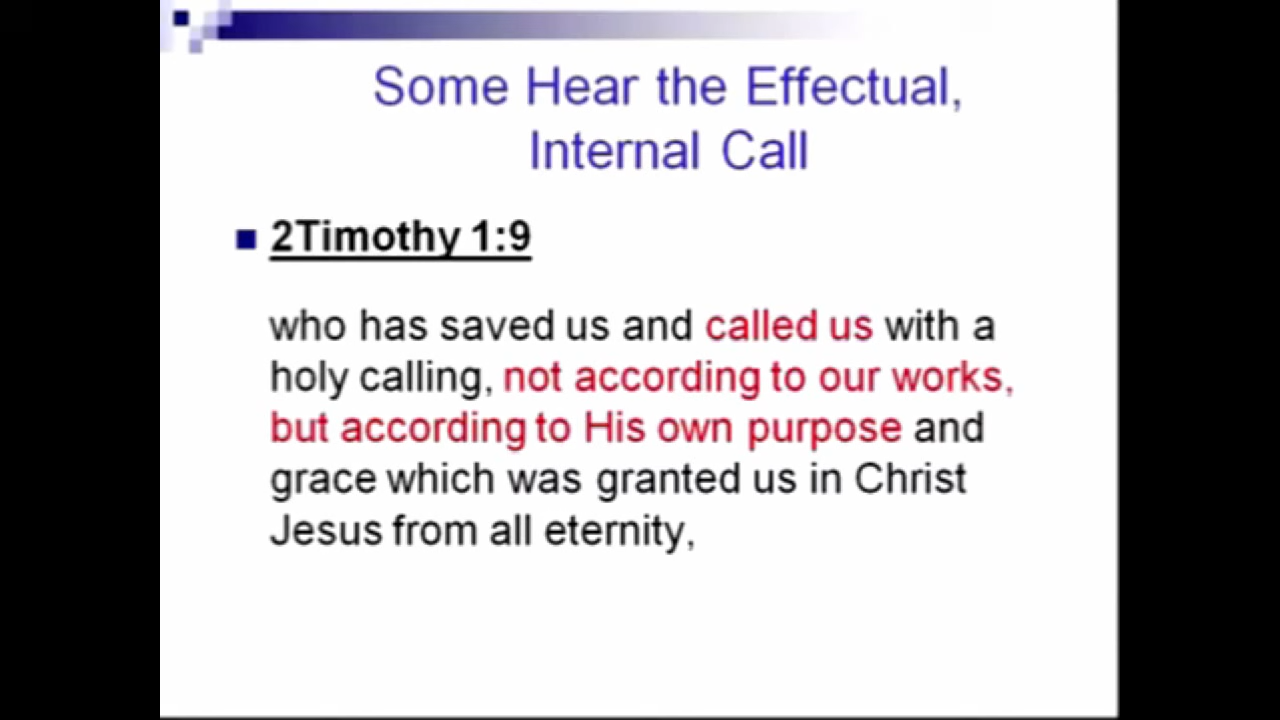 Some Hear the Effectual,
Internal Call
2Timothy 1:9
who has saved us and called us with a
holy calling, not according to our works,
but according to His own purpose and
grace which was granted us in Christ
Jesus from all eternity,